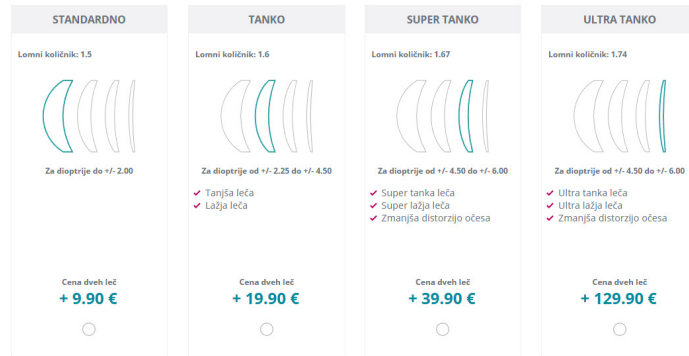 STANDARDNO
Lomni količnik: 1.5
Za dioptrije do +/- 2.00
Cena dveh leč
+ 9.90 €
TANKO
Lomni količnik: 1.6
Za dioptrije od +/- 2.25 do +/- 4.50
Tanjša leča
Lažja leča
Cena dveh leč
+ 19.90 €
SUPER TANKO
Lomni količnik: 1.67
Za dioptrije od +/- 4.50 do +/- 6.00
Super tanka leča
Super lažja leča
Zmanjša distorzijo očesa
Cena dveh leč
+ 39.90 €
ULTRA TANKO
Lomni količnik: 1.74
Za dioptrije od +/- 4.50 do +/- 6.00
Ultra tanka leča
Ultra lažja leča
Zmanjša distorzijo očesa
Cena dveh leč
+ 129.90 €